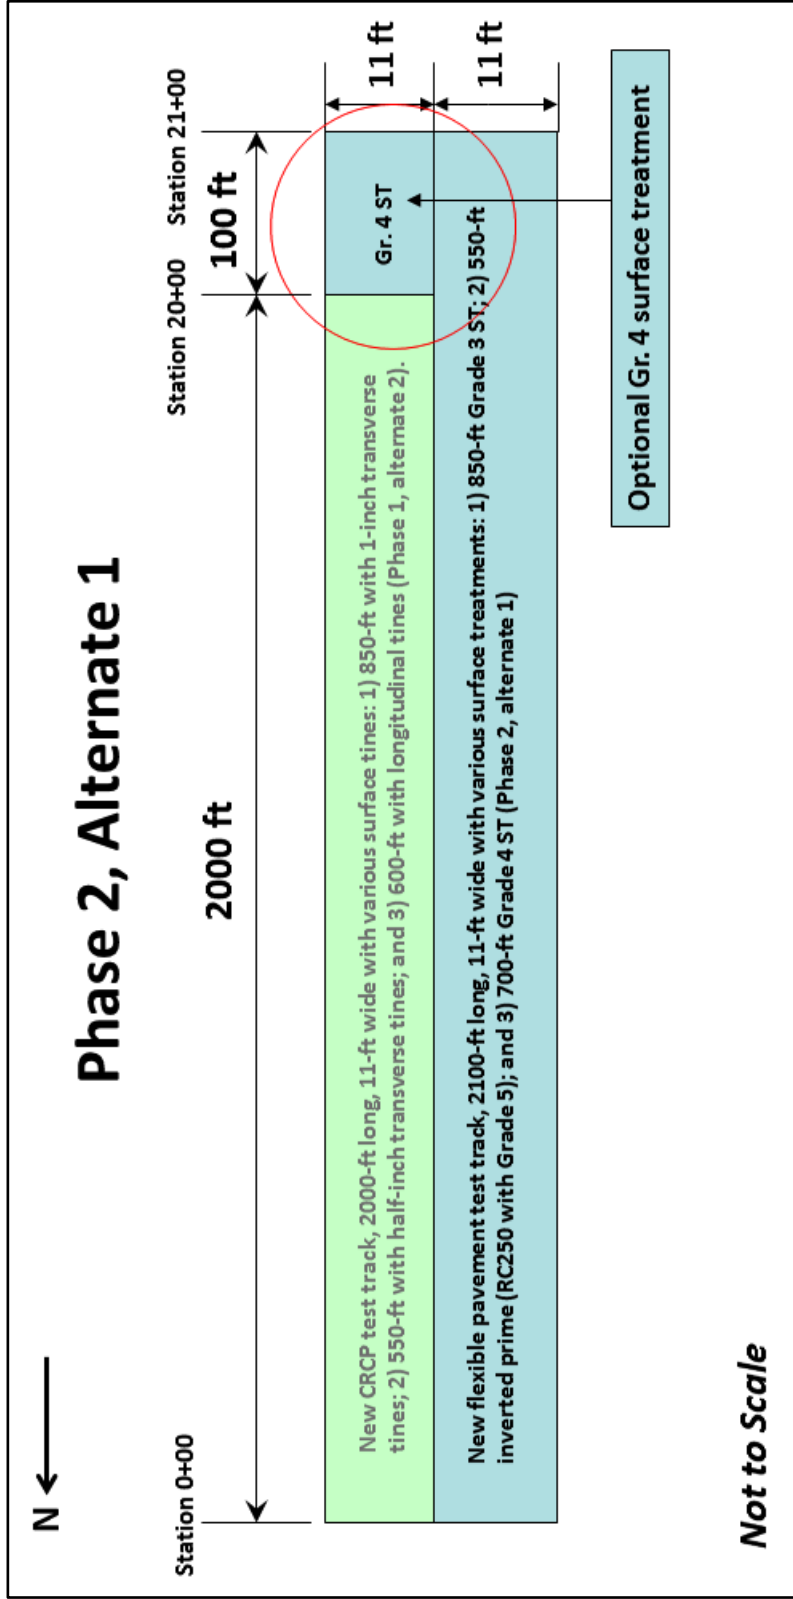 Phase 2, Alternate 1
N
Station 0+00
Station 20+00
Station 21+00
2000 ft
100 ft
11 ft
11 ft
New CRCP test track, 2000-ft long, 11-ft wide with various surface tines: 1) 850-ft with 1-inch transverse
tines; 2) 550-ft with half-inch transverse tines; and 3) 600-ft with longitudinal tines (Phase 1, alternate 2).
Gr. 4 ST
New flexible pavement test track, 2100-ft long, 11-ft wide with various surface treatments: 1) 850-ft Grade 3 ST; 2) 550-ft
inverted prime (RC250 with Grade 5); and 3) 700-ft Grade 4 ST (Phase 2, alternate 1)
Optional Gr. 4 surface treatment
Not to Scale